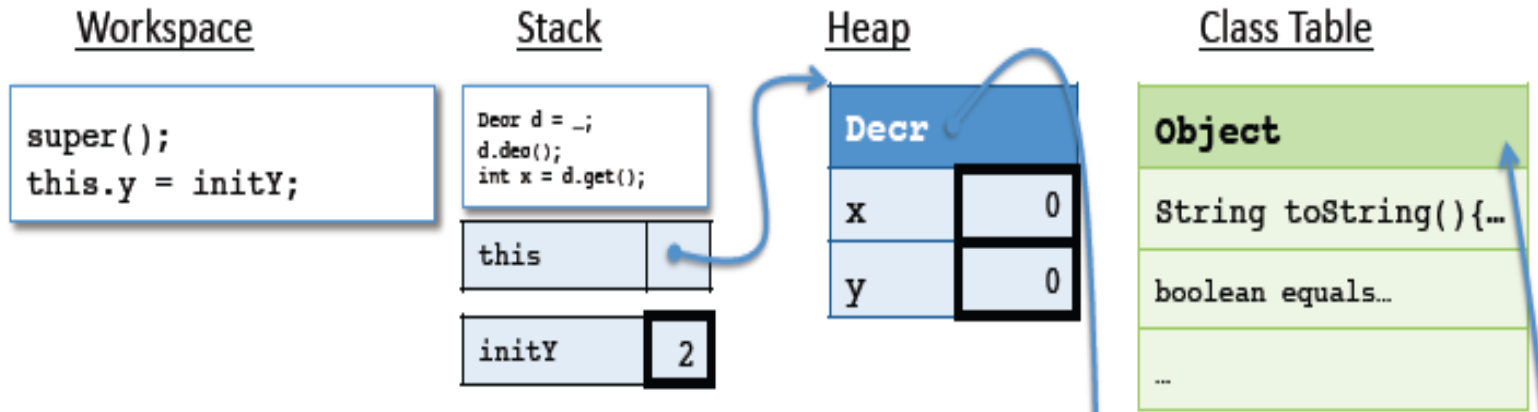 Workspace
Stack
Heap
Class Table
super();
this.y = initY;
Decr d = _;
d.dec();
int x = d.get();
this
initY 2
Decr
x 0
y 0
Object
String toString(){…
boolean equals…
…